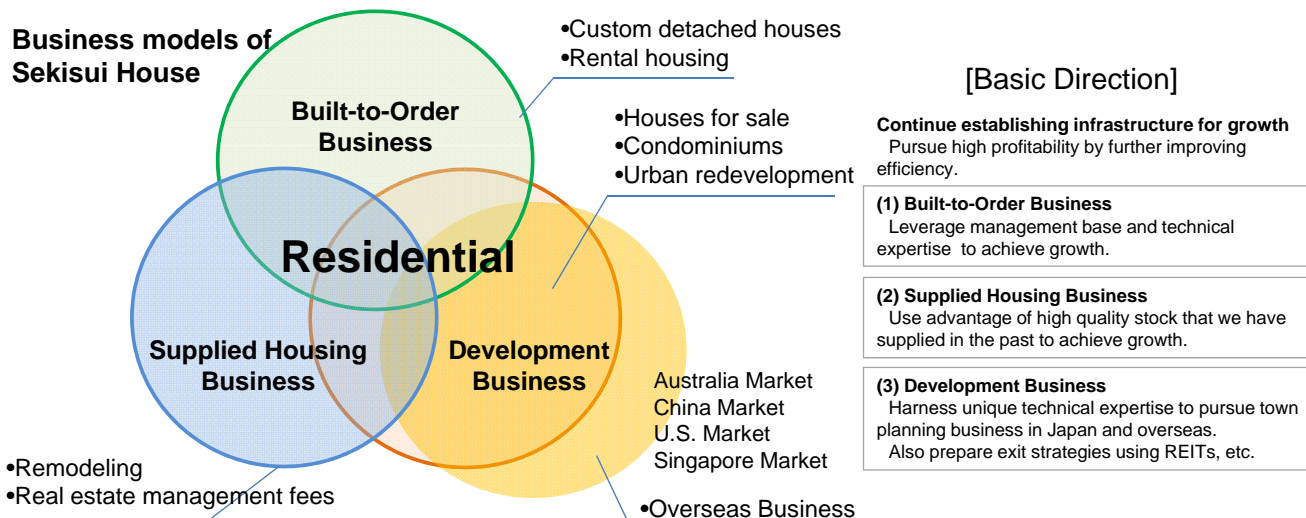 Business models of
Sekisui House
•Custom detached houses
•Rental housing
Built-to-Order
Business
•Houses for sale
•Condominiums
•Urban redevelopment
Residential
Supplied Housing
Business
Development
Business
Australia Market
China Market
U.S. Market
Singapore Market
•Remodeling
•Real estate management fees
•Overseas Business
[Basic Direction]
Continue establishing infrastructure for growth
Pursue high profitability by further improving
efficiency.
(1) Built-to-Order Business
Leverage management base and technical
expertise to achieve growth.
(2) Supplied Housing Business
Use advantage of high quality stock that we have
supplied in the past to achieve growth.
(3) Development Business
Harness unique technical expertise to pursue town
planning business in Japan and overseas.
Also prepare exit strategies using REITs, etc.